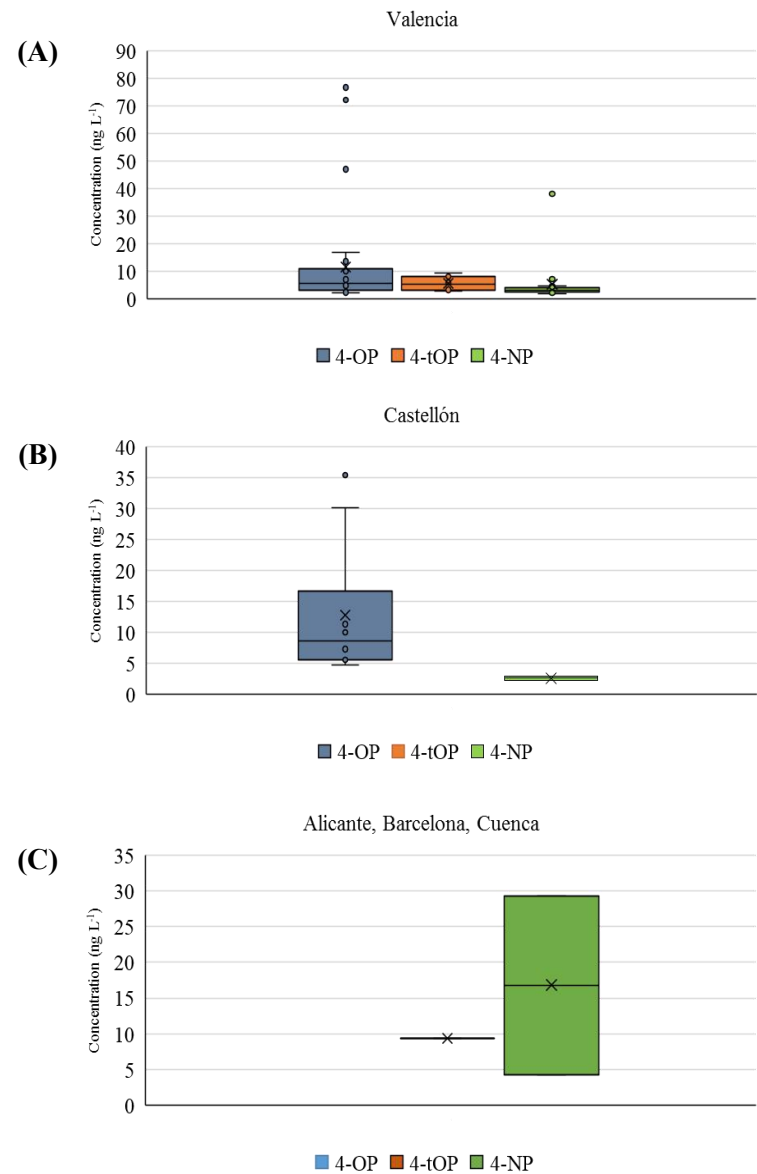 Valencia
(A)
Concentration (ng L-1)
90
80
70
60
50
40
30
20
10
0
4-OP 4-tOP 4-NP
Castellón
(B)
Concentration (ng L-1)
40
35
30
25
20
15
10
5
0
4-OP 4-tOP 4-NP
Alicante, Barcelona, Cuenca
(C)
Concentration (ng L-1)
35
30
25
20
15
10
5
0
4-OP 4-tOP 4-NP